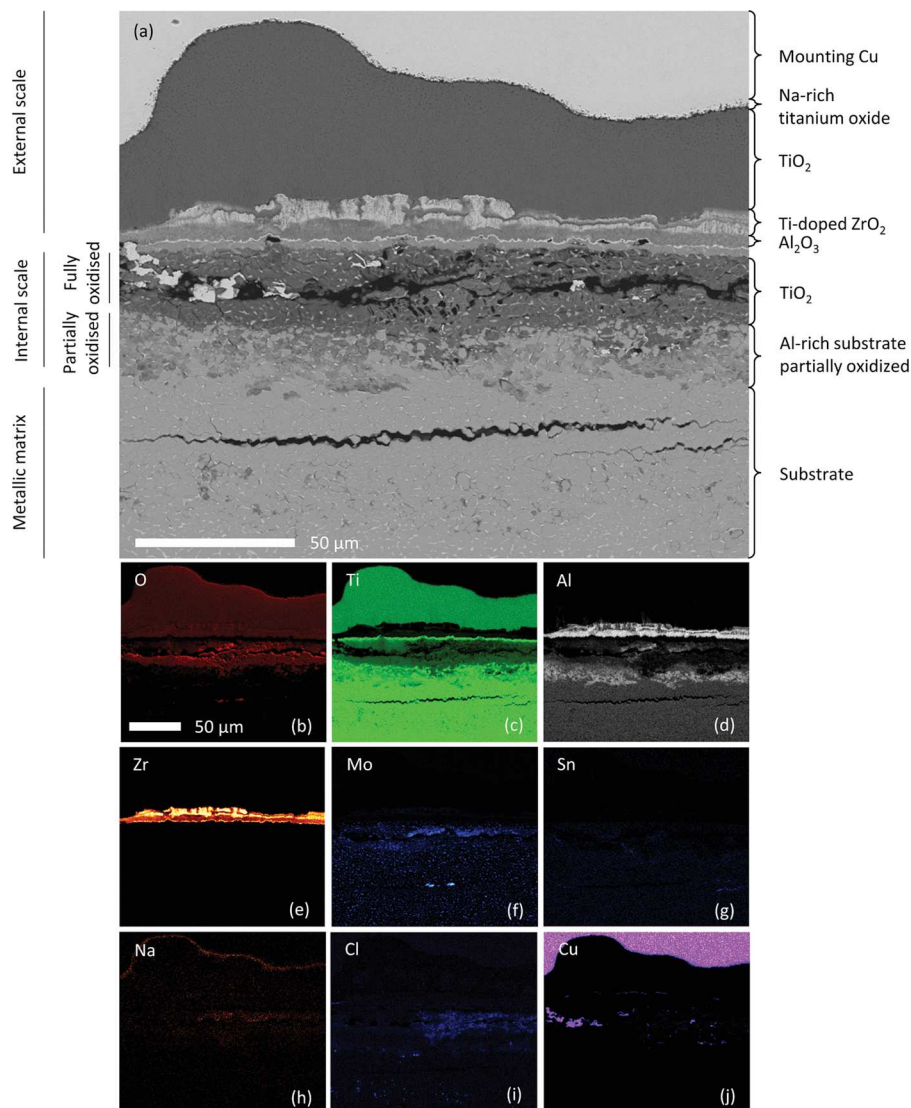 (a)
External scale
Internal scale
Fully
oxidised
Partially
oxidised
Metallic matrix
Mounting Cu
Na-rich
titanium oxide
TiO₂
Ti-doped ZrO₂
Al₂O₃
TiO₂
Al-rich substrate
partially oxidized
Substrate
50 µm
O
50 µm
(b)
Ti
(c)
Al
(d)
Zr
(e)
Mo
(f)
Sn
(g)
Na
(h)
Cl
(i)
Cu
(j)